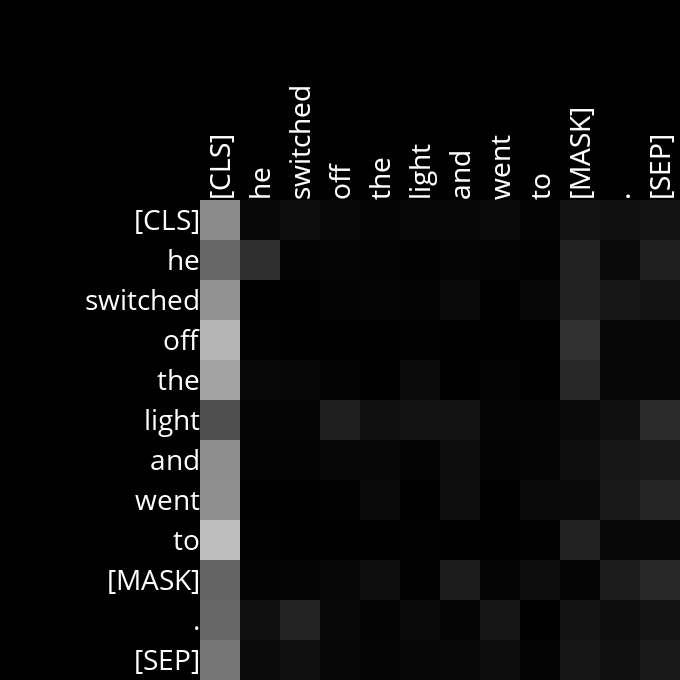 [CLS] he switched off the light and went to [MASK] . [SEP]
[CLS]
he
switched
off
the
light
and
went
to
[MASK]
.
[SEP]